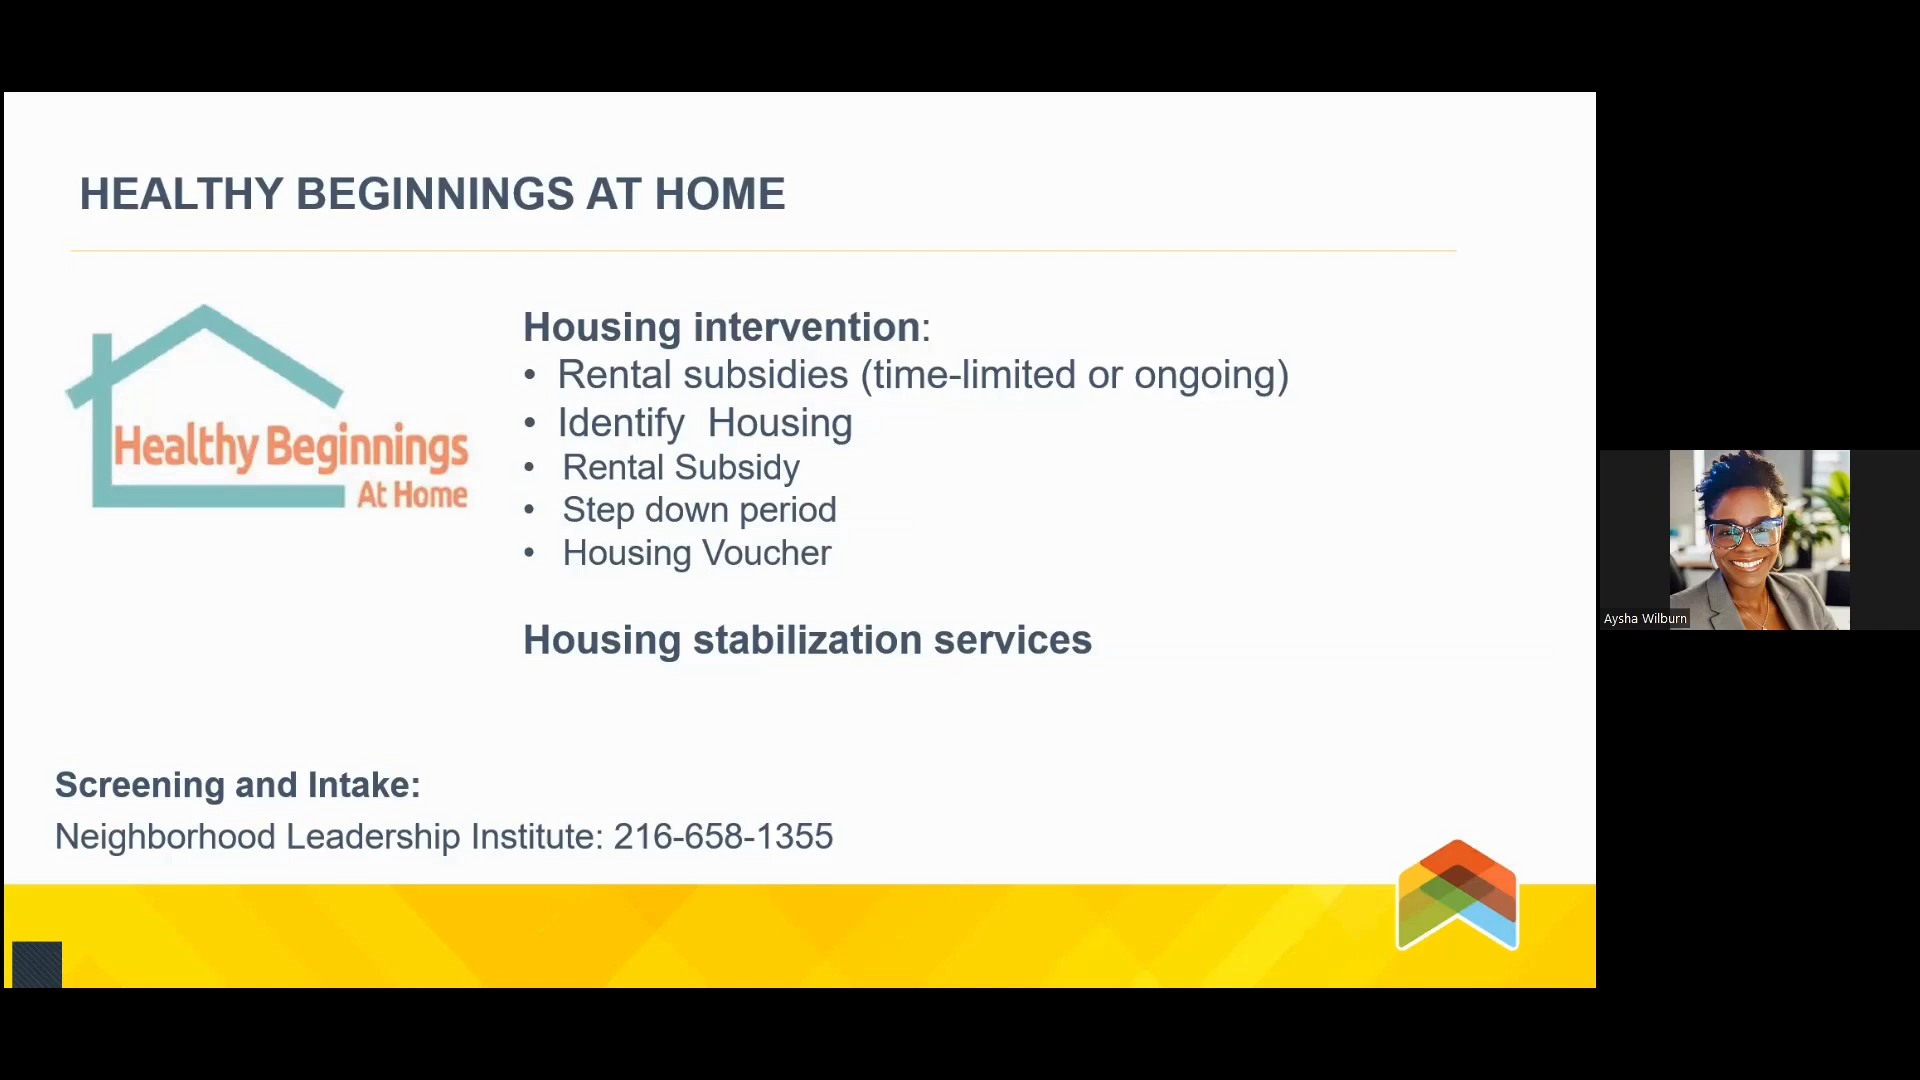 HEALTHY BEGINNINGS AT HOME
Healthy Beginnings
At Home
Housing intervention:
• Rental subsidies (time-limited or ongoing)
• Identify  Housing
• Rental Subsidy
• Step down period
• Housing Voucher
Housing stabilization services
Screening and Intake:
Neighborhood Leadership Institute: 216-658-1355
Aysha Wilburn